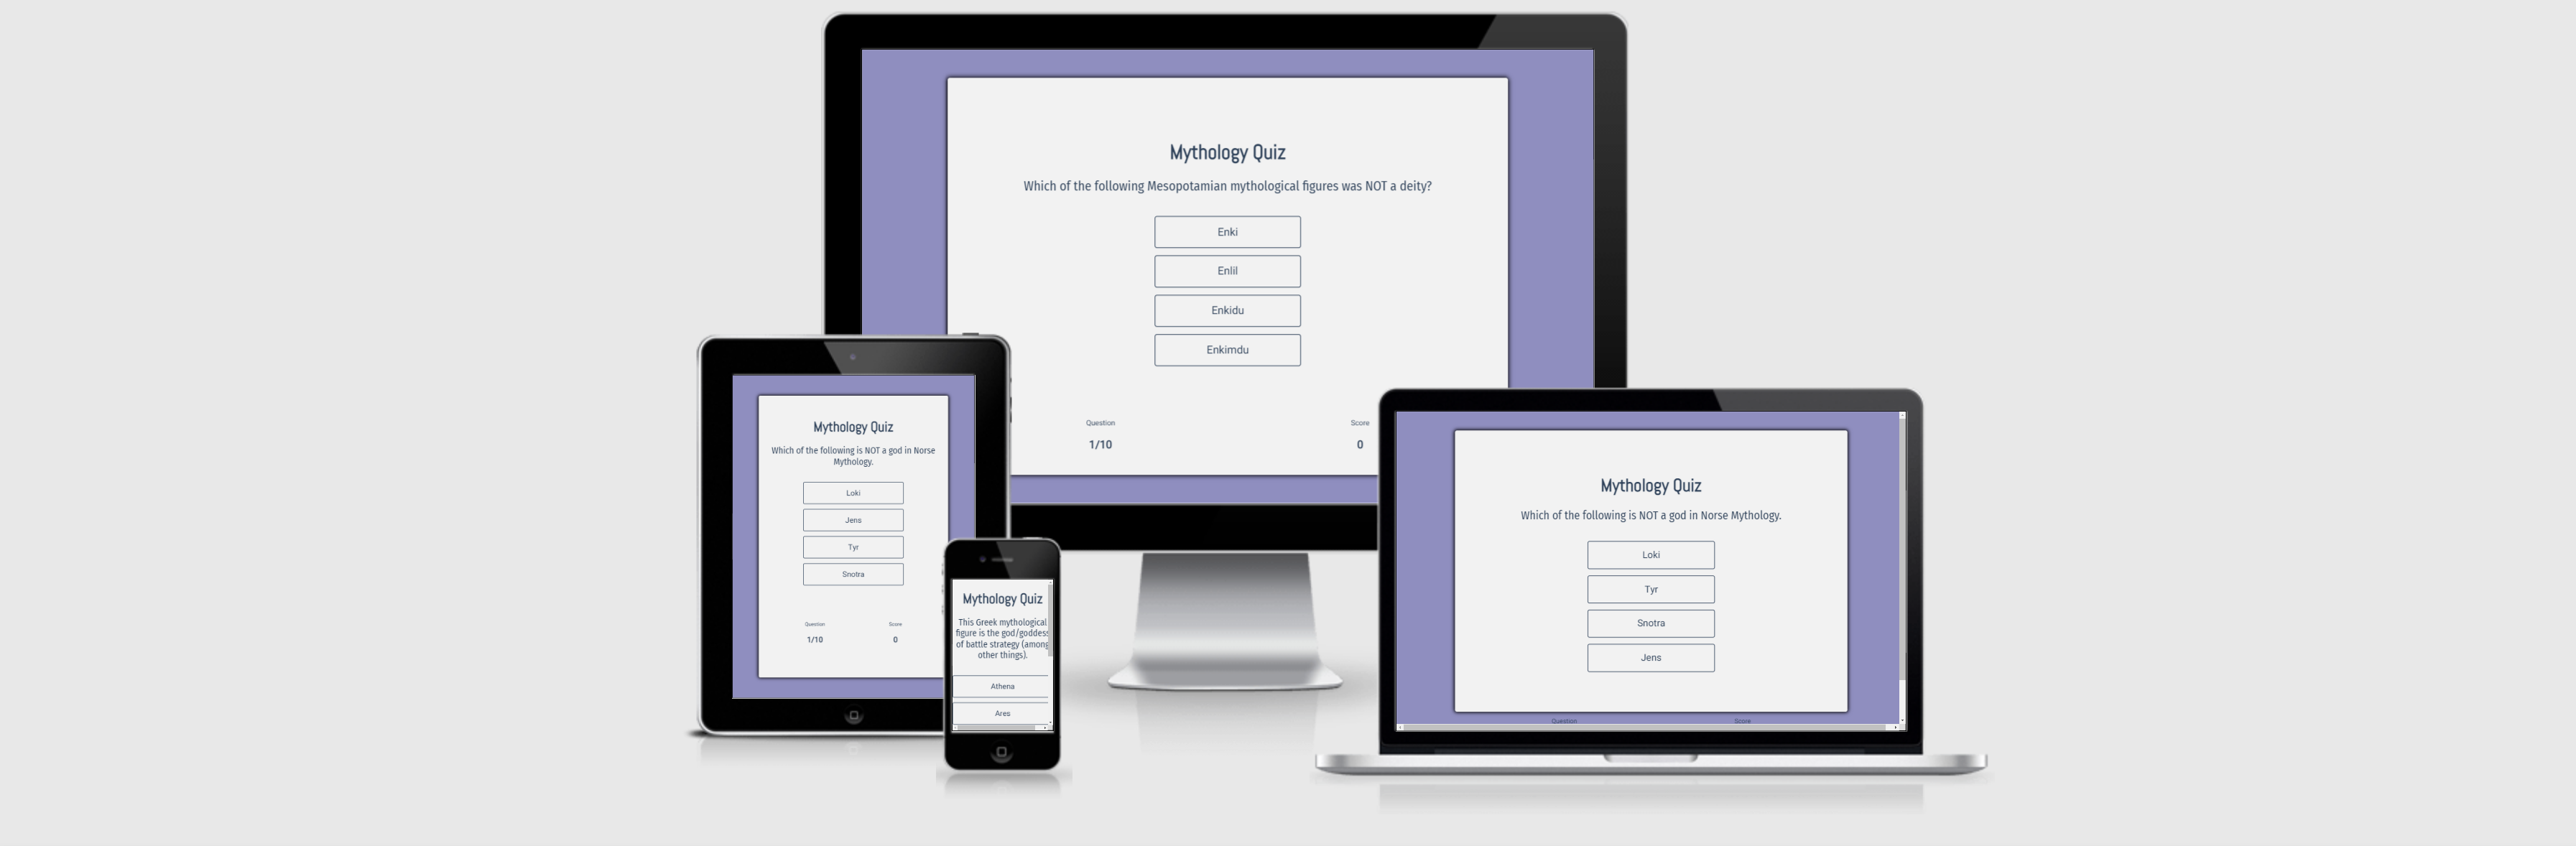 Mythology Quiz
Which of the following Mesopotamian mythological figures was NOT a deity?
Enki
Enlil
Enkidu
Enkimdu
Question
Score
1/10
0
Mythology Quiz
Which of the following is NOT a god in Norse
Mythology.
Loki
Jens
Tyr
Snotra
Question
Score
1/10
0
Mythology Quiz
This Greek mythological
figure is the god/goddess
of battle strategy (among
other things).
Athena
Ares
Mythology Quiz
Which of the following is NOT a god in Norse Mythology.
Loki
Tyr
Snotra
Jens
Question
Score